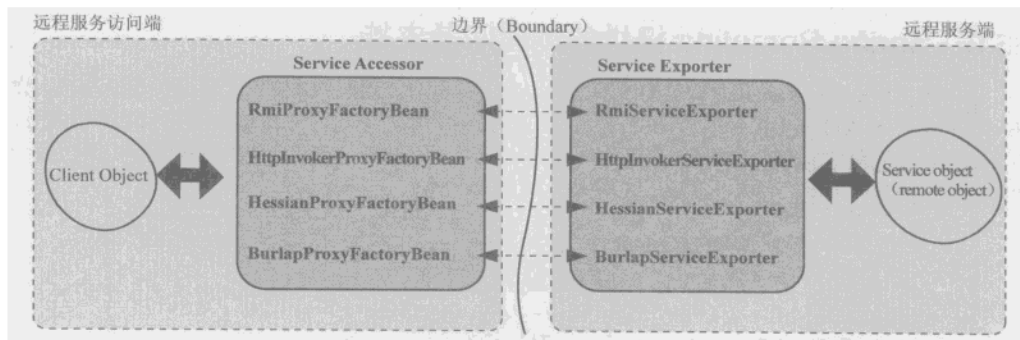 远程服务访问端
边界（Boundary）
远程服务端
Service Accessor
RmiProxyFactoryBean
HttpInvokerProxyFactoryBean
HessianProxyFactoryBean
BurlapProxyFactoryBean
Client Object
Service Exporter
RmiServiceExporter
HttpInvokerServiceExporter
HessianServiceExporter
BurlapServiceExporter
Service object
（remote object）